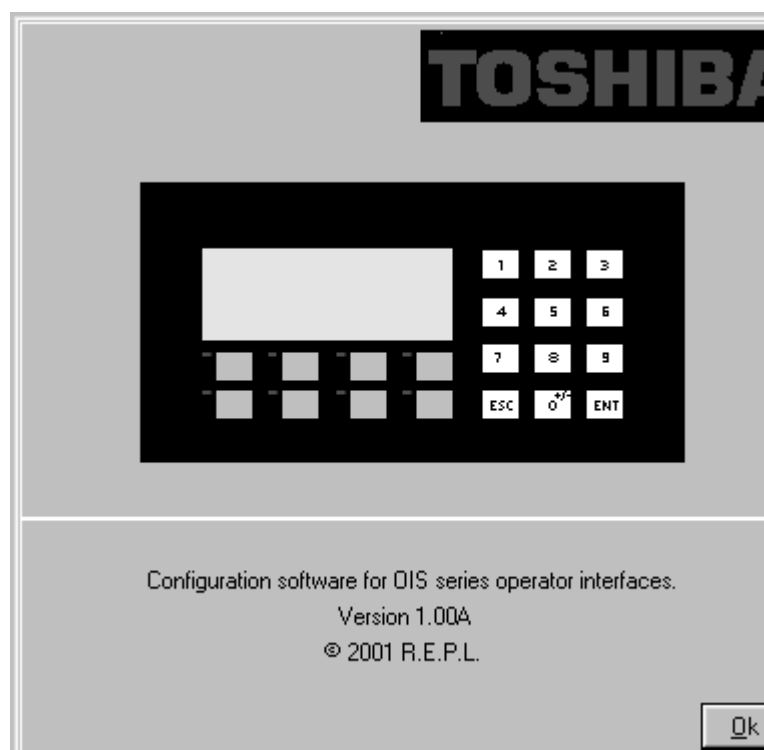 TOSHIBA
1 2 3
4 5 6
7 8 9
ESC 0 +/- ENT
Configuration software for OIS series operator interfaces.
Version 1.00A
© 2001 R.E.P.L.
Ok